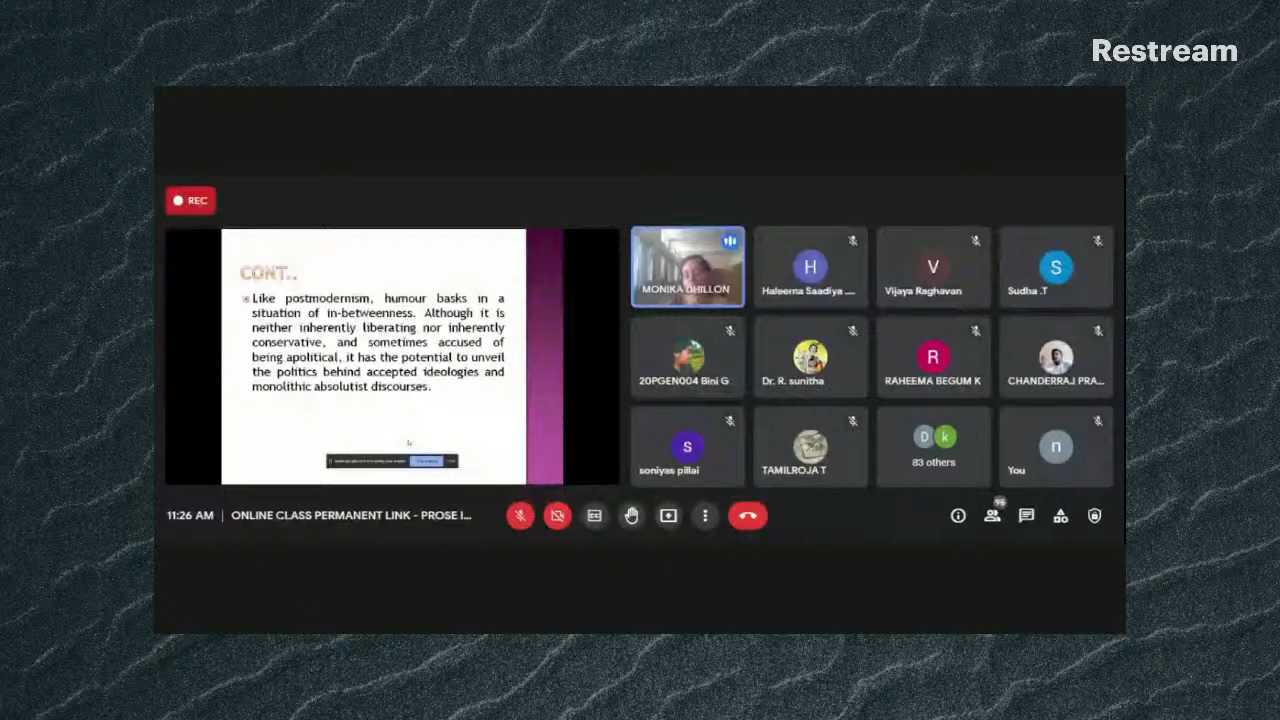 Restream
REC
CONT..
Like postmodernism, humour basks in a
situation of in-betweenness. Although it is
neither inherently liberating nor inherently
conservative, and sometimes accused of
being apolitical, it has the potential to unveil
the politics behind accepted ideologies and
monolithic absolutist discourses.
MONIKA DHILLON
H
Haleema Saadiya ....
V
Vijaya Raghavan
S
Sudha .T
20PGEN004 Bini G
Dr. R. sunitha
R
RAHEEMA BEGUM K
CHANDERRAJ PRA...
s
soniyas pillai
TAMILROJA T
D k
83 others
n
You
11:26 AM | ONLINE CLASS PERMANENT LINK - PROSE I...
95